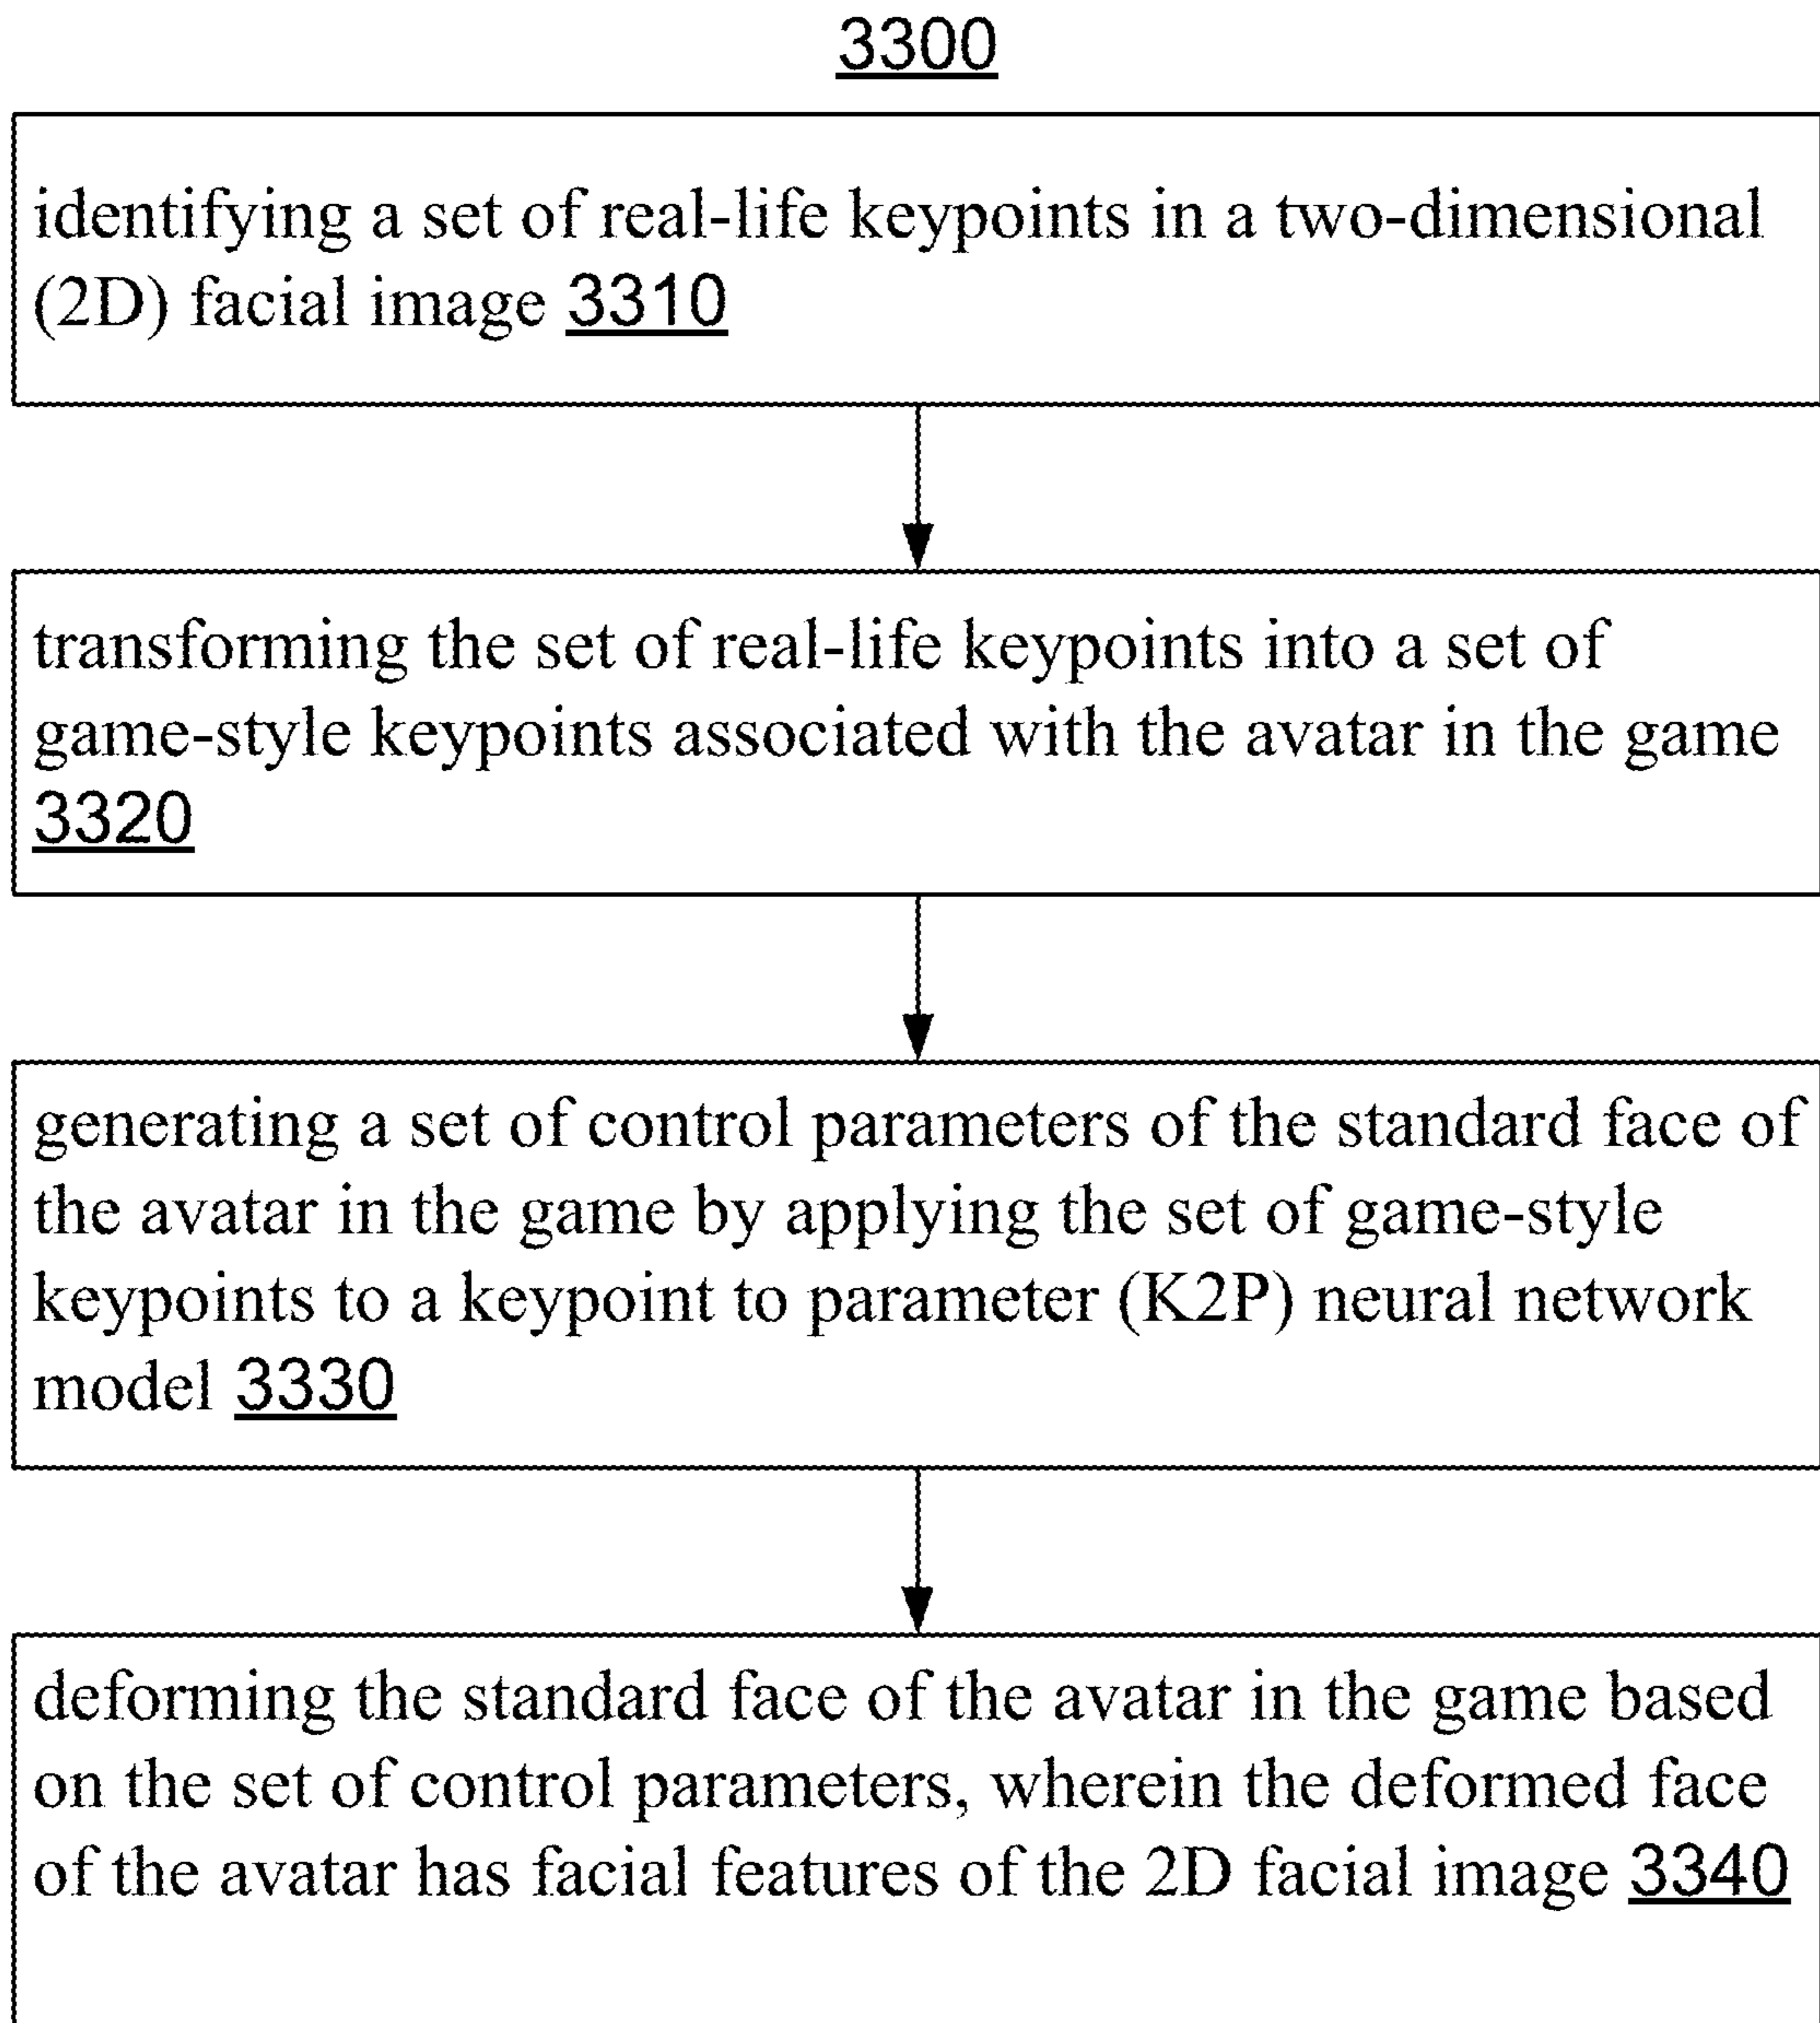 3300
identifying a set of real-life keypoints in a two-dimensional
(2D) facial image 3310
transforming the set of real-life keypoints into a set of
game-style keypoints associated with the avatar in the game
3320
generating a set of control parameters of the standard face of
the avatar in the game by applying the set of game-style
keypoints to a keypoint to parameter (K2P) neural network
model 3330
deforming the standard face of the avatar in the game based
on the set of control parameters, wherein the deformed face
of the avatar has facial features of the 2D facial image 3340